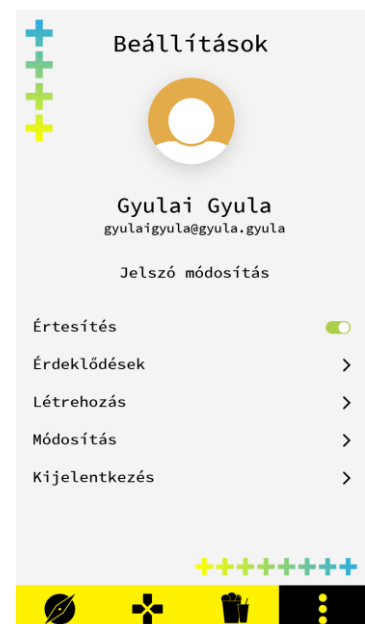 Beállítások
Gyulai Gyula
gyulaigyula@gyula.gyula
Jelszó módosítás
Értesítés
Érdeklődések
Létrehozás
Módosítás
Kijelentkezés